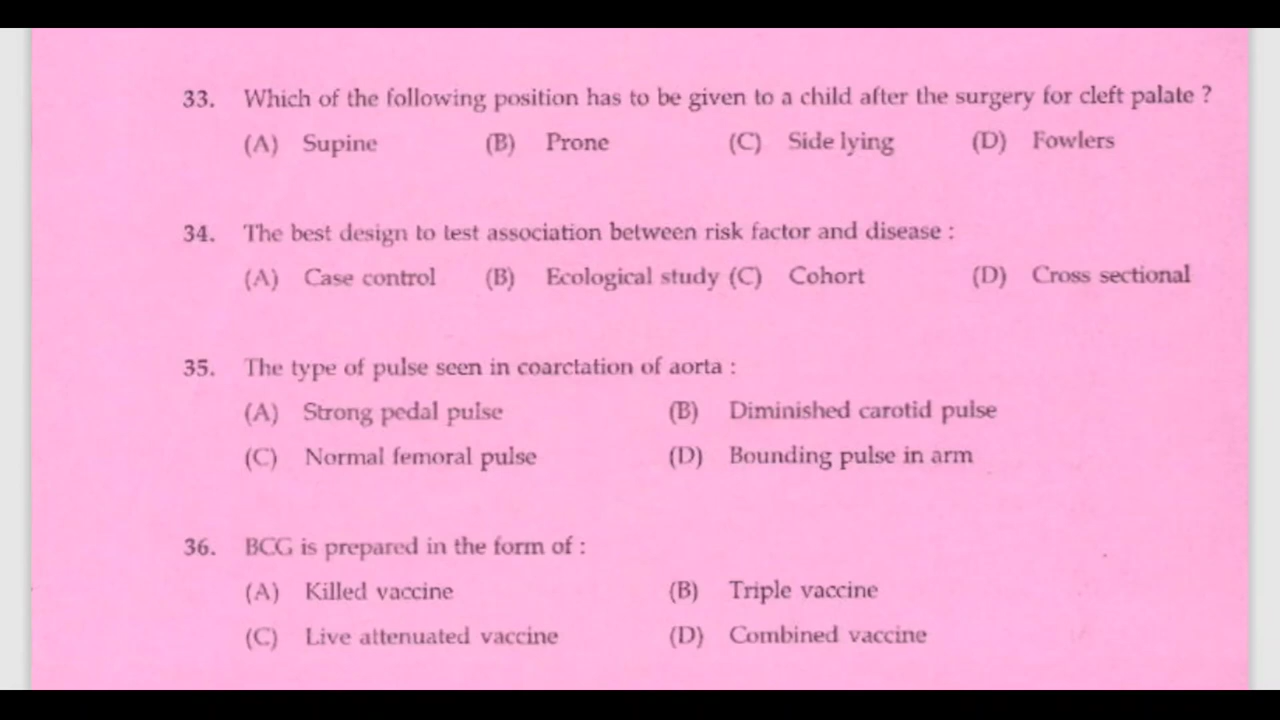 33. Which of the following position has to be given to a child after the surgery for cleft palate ?
(A) Supine (B) Prone (C) Side lying (D) Fowlers
34. The best design to test association between risk factor and disease :
(A) Case control (B) Ecological study (C) Cohort (D) Cross sectional
35. The type of pulse seen in coarctation of aorta :
(A) Strong pedal pulse (B) Diminished carotid pulse
(C) Normal femoral pulse (D) Bounding pulse in arm
36. BCG is prepared in the form of :
(A) Killed vaccine (B) Triple vaccine
(C) Live attenuated vaccine (D) Combined vaccine